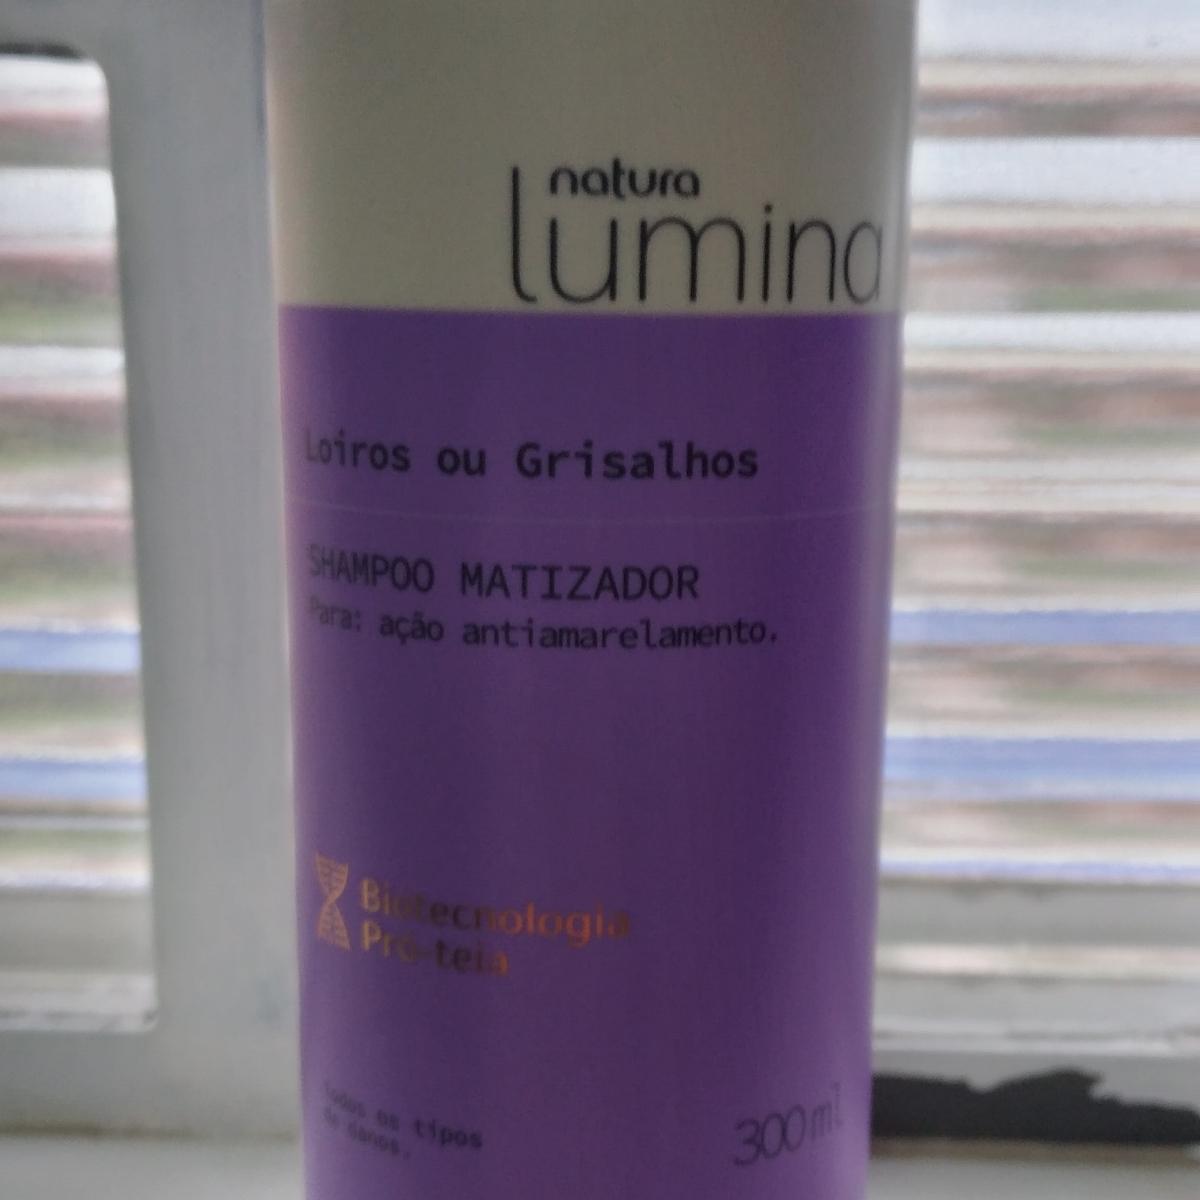 natura
lumina
Loiros ou Grisalhos
SHAMPOO MATIZADOR
Para: ação antiamarelamento.
Biotecnologia
Pró-teia
todos os tipos
de danos.
300ml